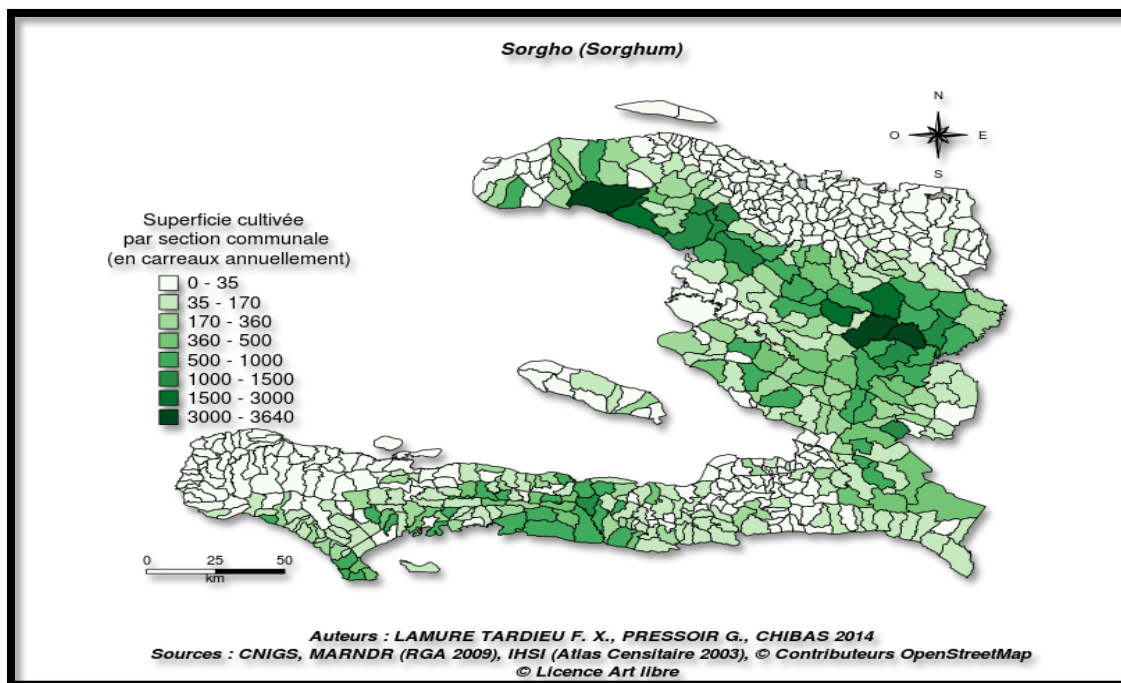 Sorgho (Sorghum)
N
O E
S
Superficie cultivée
par section communale
(en carreaux annuellement)
0 - 35
35 - 170
170 - 360
360 - 500
500 - 1000
1000 - 1500
1500 - 3000
3000 - 3640
0 25 50
km
Auteurs : LAMURE TARDIEU F. X., PRESSOIR G., CHIBAS 2014
Sources : CNIGS, MARNDR (RGA 2009), IHSI (Atlas Censitaire 2003), © Contributeurs OpenStreetMap
© Licence Art libre